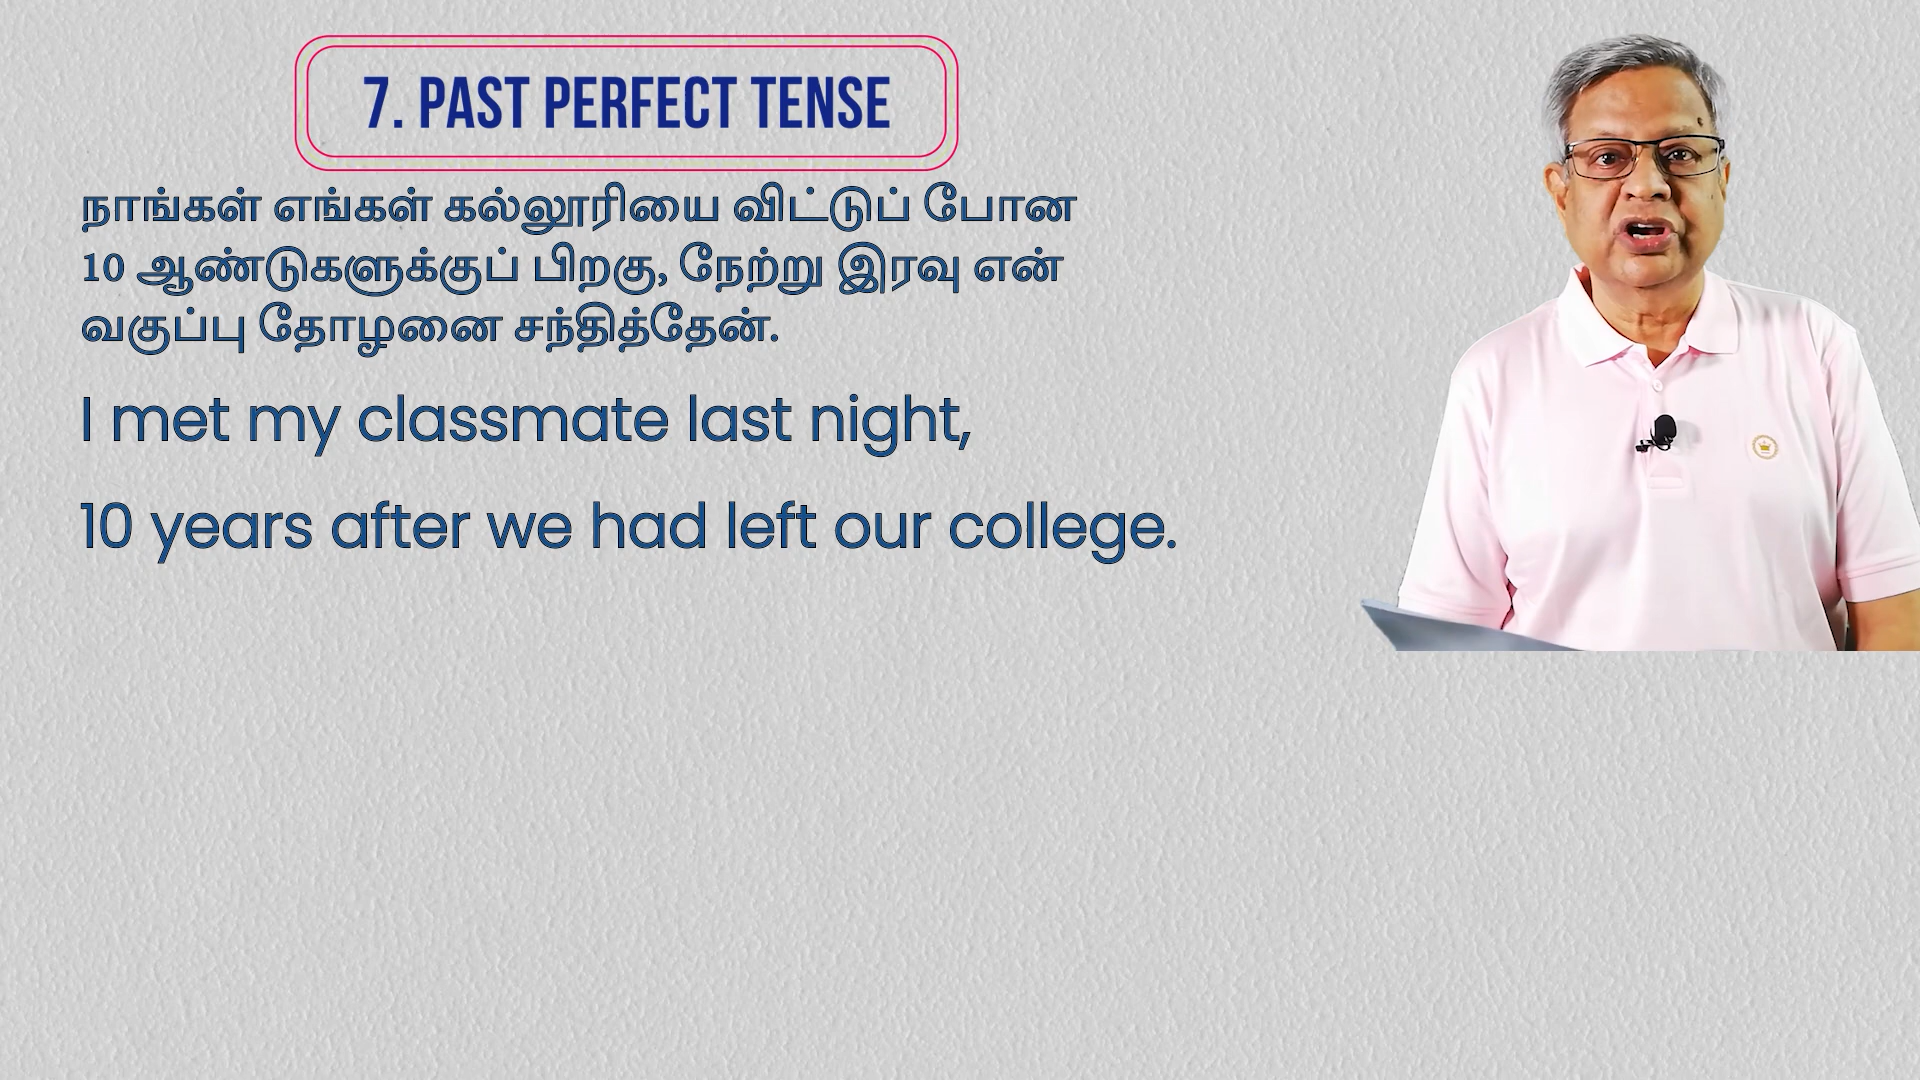 7. PAST PERFECT TENSE
நாங்கள் எங்கள் கல்லூரியை விட்டுப் போன
10 ஆண்டுகளுக்குப் பிறகு, நேற்று இரவு என்
வகுப்பு தோழனை சந்தித்தேன்.
I met my classmate last night,
10 years after we had left our college.